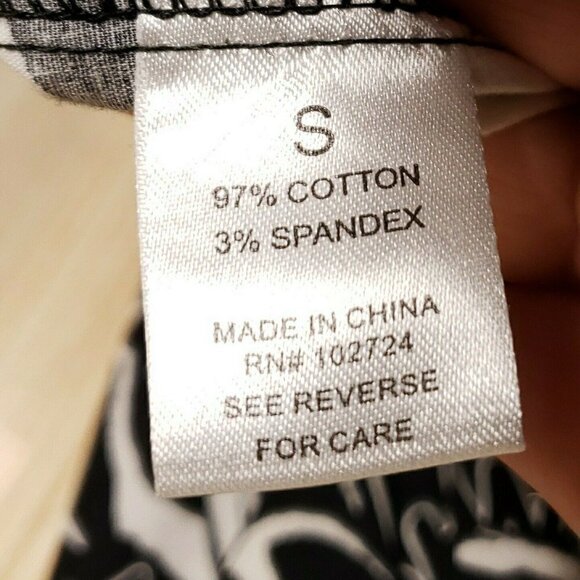 S
97% COTTON
3% SPANDEX
MADE IN CHINA
RN# 102724
SEE REVERSE
FOR CARE